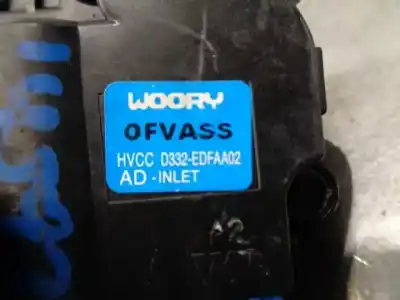 WOORY
OFVASS
HVCC D332-EDFAA02
AD - INLET